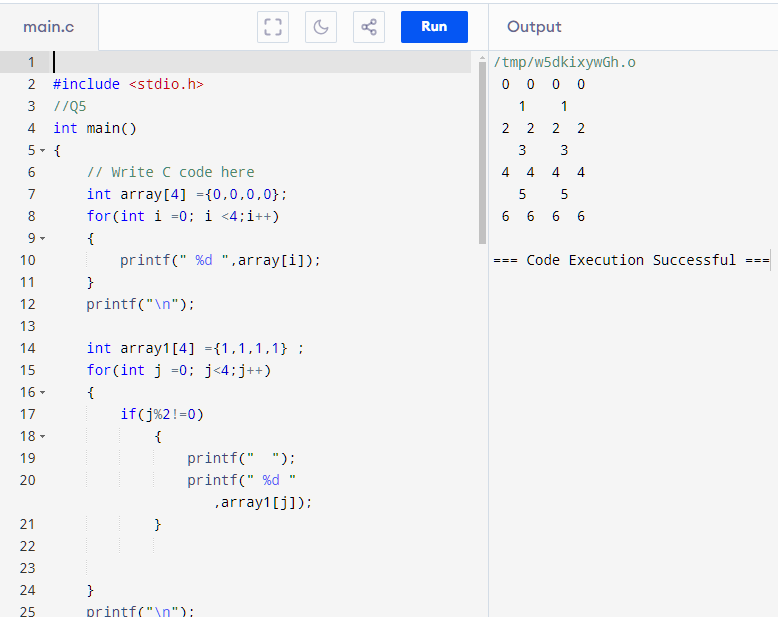 main.c
Run
Output
1
2 #include <stdio.h>
3 //Q5
4 int main()
5 {
6 // Write C code here
7 int array[4] ={0,0,0,0};
8 for(int i =0; i <4;i++)
9 {
10 printf(" %d ",array[i]);
11 }
12 printf("\n");
13
14 int array1[4] ={1,1,1,1} ;
15 for(int j =0; j<4;j++)
16 {
17 if(j%2!=0)
18 {
19 printf("  ");
20 printf(" %d "
,array1[j]);
21 }
22
23
24 }
25 printf("\n");
/tmp/w5dkixywGh.o
0 0 0 0
1 1
2 2 2 2
3 3
4 4 4 4
5 5
6 6 6 6
=== Code Execution Successful ===